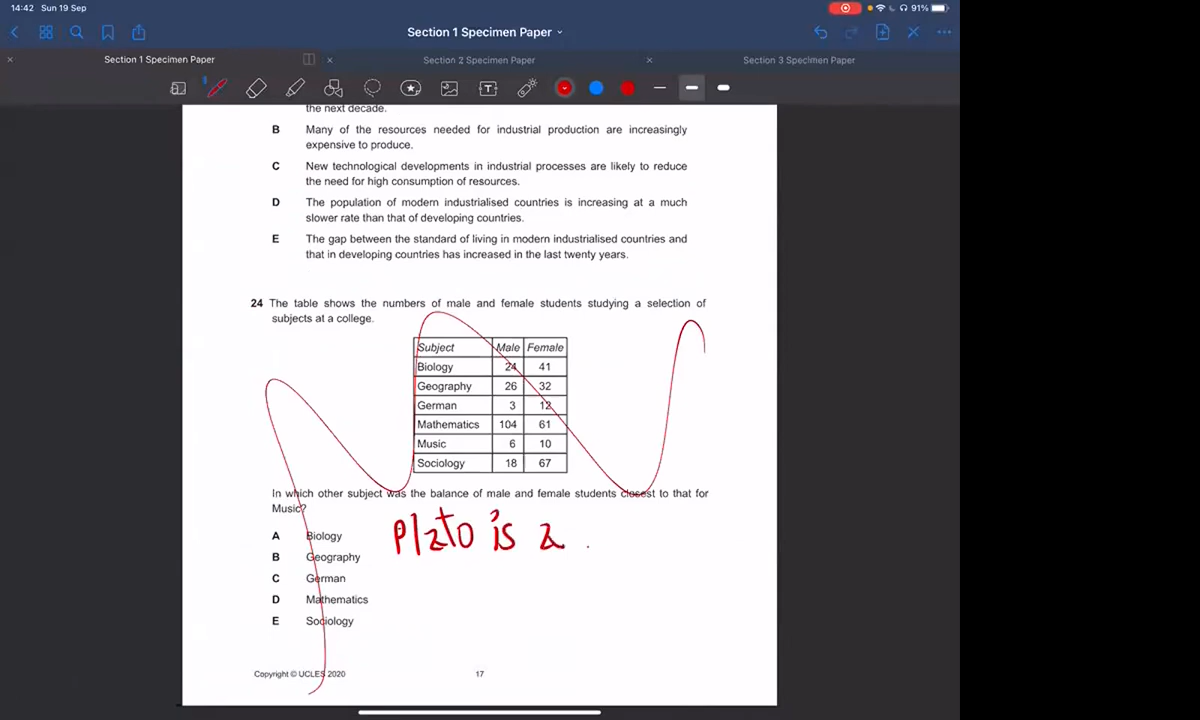 14:42 Sun 19 Sep
91%
Section 1 Specimen Paper
Section 1 Specimen Paper
Section 2 Specimen Paper
Section 3 Specimen Paper
the next decade.
B Many of the resources needed for industrial production are increasingly
expensive to produce.
C New technological developments in industrial processes are likely to reduce
the need for high consumption of resources.
D The population of modern industrialised countries is increasing at a much
slower rate than that of developing countries.
E The gap between the standard of living in modern industrialised countries and
that in developing countries has increased in the last twenty years.
24 The table shows the numbers of male and female students studying a selection of
subjects at a college.
Subject Male Female
Biology 24 41
Geography 26 32
German 3 12
Mathematics 104 61
Music 6 10
Sociology 18 67
In which other subject was the balance of male and female students closest to that for
Music?
Plato is a
A Biology
B Geography
C German
D Mathematics
E Sociology
Copyright © UCLES 2020
17